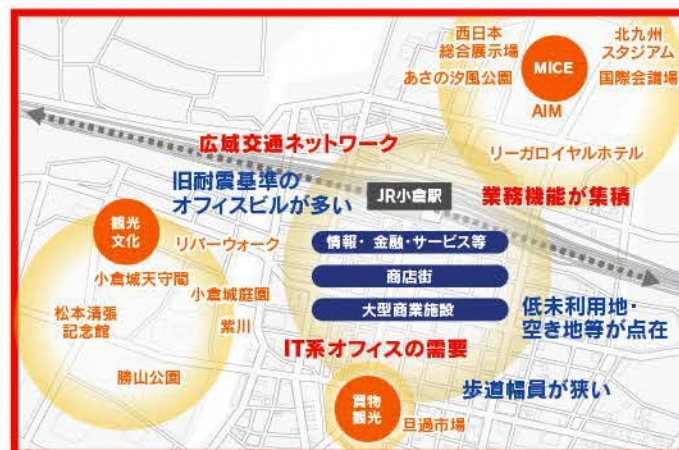 西日本
総合展示場
あさの汐風公園
MICE
北九州
スタジアム
国際会議場
AIM
リーガロイヤルホテル
広域交通ネットワーク
旧耐震基準の
オフィスビルが多い
JR小倉駅
業務機能が集積
観光
文化
リバーウォーク
情報・金融・サービス等
商店街
大型商業施設
小倉城天守閣
小倉城庭園
松本清張
記念館
紫川
勝山公園
低未利用地・
空き地等が点在
IT系オフィスの需要
歩道幅員が狭い
買物
観光
旦過市場